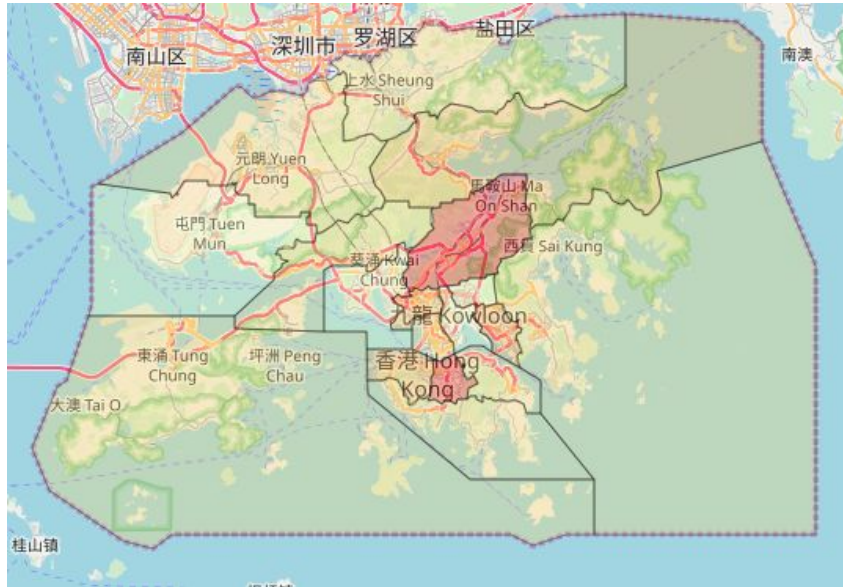 南山区
深圳市
罗湖区
盐田区
南澳
上水 Sheung
Shui
元朗 Yuen
Long
馬鞍山 Ma
On Shan
屯門 Tuen
Mun
西貢 Sai Kung
葵涌 Kwai
Chung
九龍 Kowloon
東涌 Tung
Chung
坪洲 Peng
Chau
香港 Hong
Kong
大澳 Tai O
桂山镇